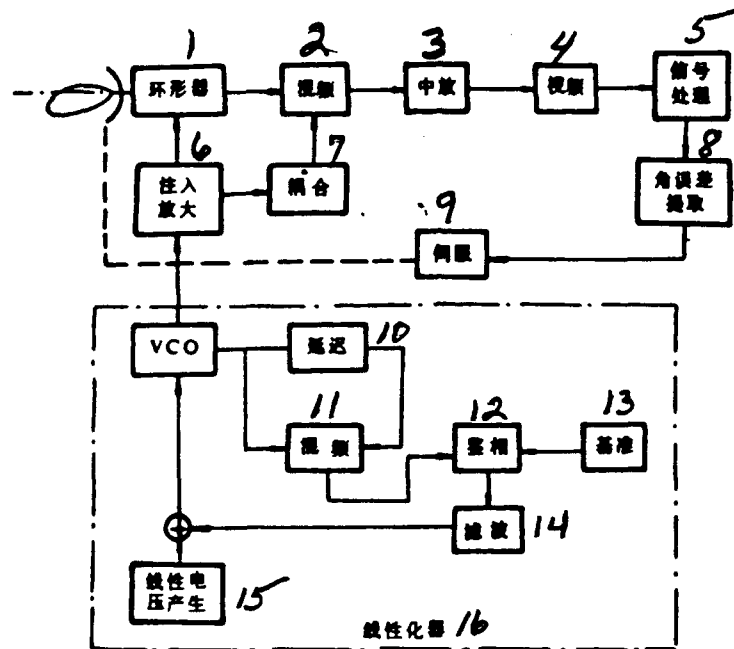 1 2 3 4 5
环形器 混频 中放 视频 信号
处理
6 7 8
注入
放大
耦合
角误差
提取
9
伺服
VCO 延迟 10
11 12 13
混频 鉴相 基准
滤波 14
线性电
压产生 15
线性化器 16